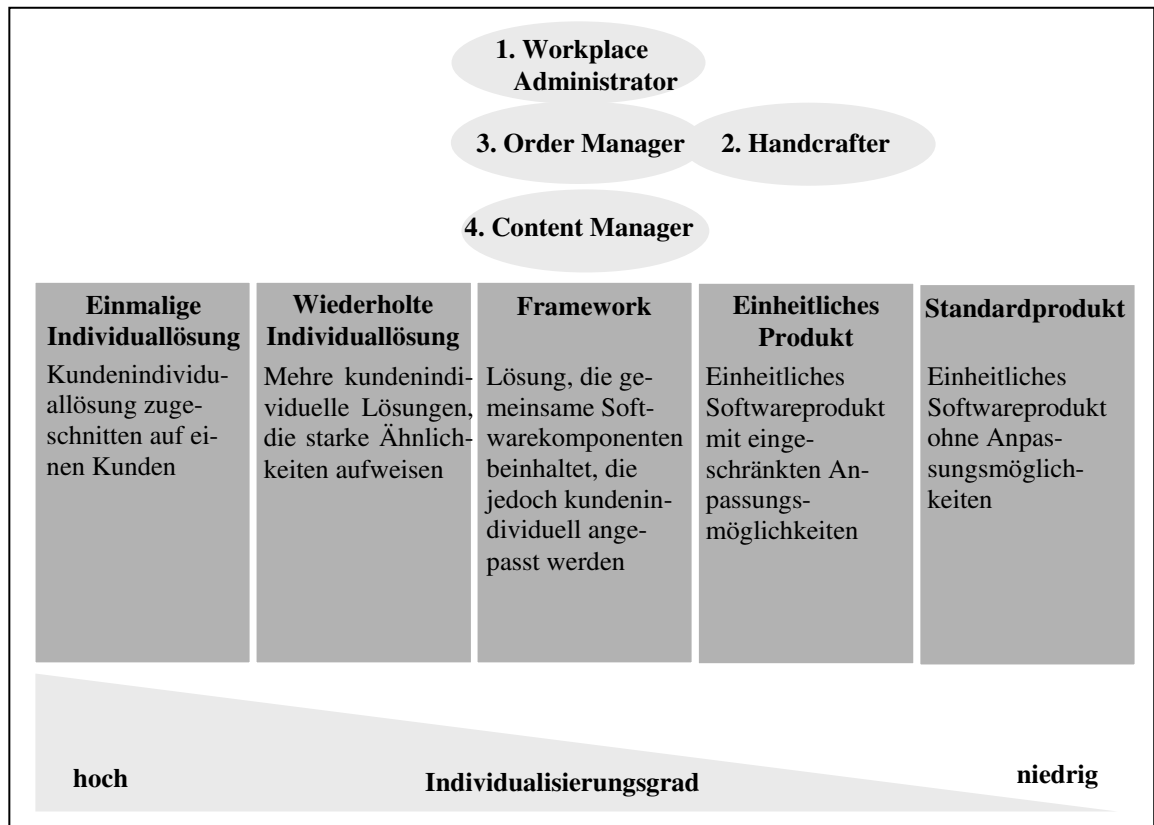 1. Workplace
Administrator
3. Order Manager
2. Handcrafter
4. Content Manager
Einmalige
Individuallösung
Kundenindividu-
allösung zuge-
schnitten auf ei-
nen Kunden
Wiederholte
Individuallösung
Mehre kundenindi-
viduelle Lösungen,
die starke Ähnlich-
keiten aufweisen
Framework
Lösung, die ge-
meinsame Soft-
warekomponenten
beinhaltet, die
jedoch kundenin-
dividuell ange-
passt werden
Einheitliches
Produkt
Einheitliches
Softwareprodukt
mit einge-
schränkten An-
passungs-
möglichkeiten
Standardprodukt
Einheitliches
Softwareprodukt
ohne Anpas-
sungsmöglich-
keiten
hoch
Individualisierungsgrad
niedrig